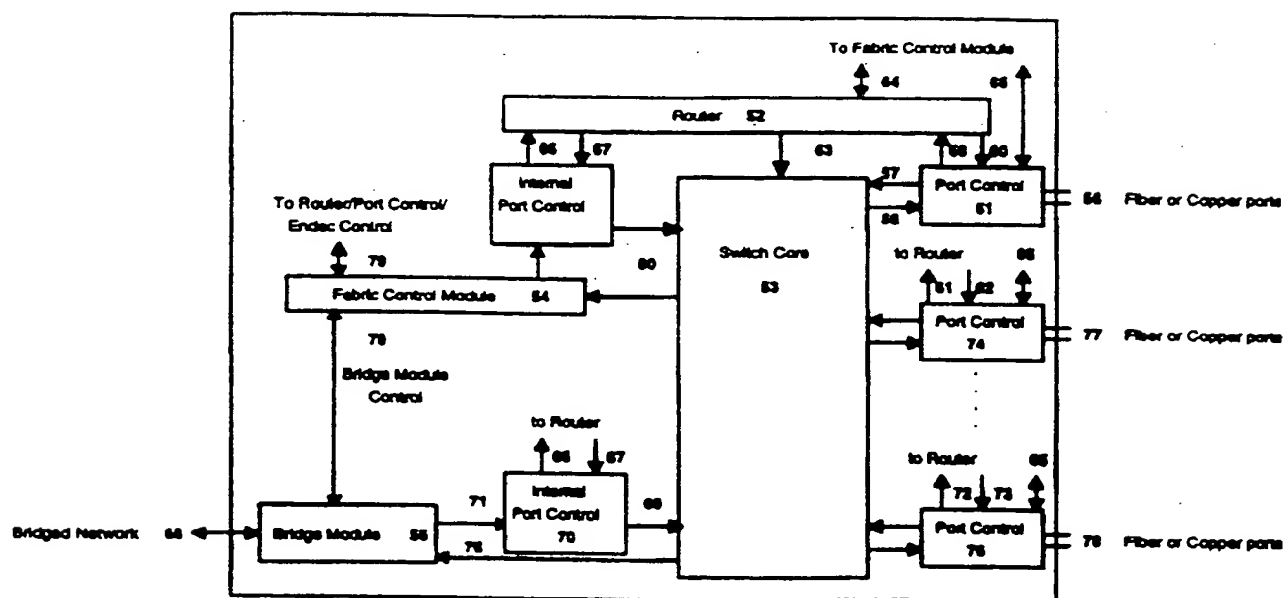 To Fabric Control Module
64
65
Router 52
66
67
63
58
60
Internal
Port Control
57
Port Control
51
56
Fiber or Copper ports
To Router/Port Control/
Endec Control
79
Switch Core
53
60
to Router
65
61
62
Fabric Control Module 54
Port Control
74
77
Fiber or Copper ports
79
Bridge Module
Control
to Router
66
67
to Router
65
72
73
71
Internal
Port Control
70
69
Bridged Network
Bridge Module 55
76
Port Control
Fiber or Copper ports